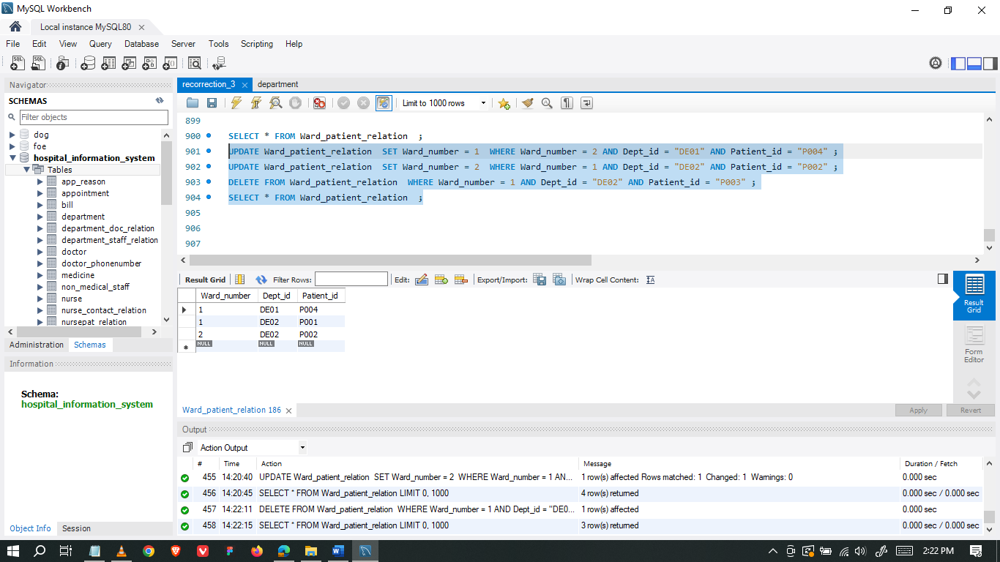 MySQL Workbench
Local instance MySQL80
File Edit View Query Database Server Tools Scripting Help
Navigator
SCHEMAS
Filter objects
dog
foe
hospital_information_system
Tables
app_reason
appointment
bill
department
department_doc_relation
department_staff_relation
doctor
doctor_phonenumber
medicine
non_medical_staff
nurse
nurse_contact_relation
nursepat_relation
Administration Schemas
Information
Schema:
hospital_information_system
Object Info Session
recorrection_3 department
Limit to 1000 rows
899
900 SELECT * FROM Ward_patient_relation ;
901 UPDATE Ward_patient_relation SET Ward_number = 1 WHERE Ward_number = 2 AND Dept_id = "DE01" AND Patient_id = "P004" ;
902 UPDATE Ward_patient_relation SET Ward_number = 2 WHERE Ward_number = 1 AND Dept_id = "DE02" AND Patient_id = "P002" ;
903 DELETE FROM Ward_patient_relation WHERE Ward_number = 1 AND Dept_id = "DE02" AND Patient_id = "P003" ;
904 SELECT * FROM Ward_patient_relation ;
905
906
907
Result Grid Filter Rows: Edit: Export/Import: Wrap Cell Content:
Ward_number Dept_id Patient_id
1 DE01 P004
1 DE02 P001
2 DE02 P002
NULL NULL NULL
Result Grid
Form Editor
Ward_patient_relation 186
Apply Revert
Output
Action Output
# Time Action Message Duration / Fetch
455 14:20:40 UPDATE Ward_patient_relation SET Ward_number = 2 WHERE Ward_number = 1 AN... 1 row(s) affected Rows matched: 1 Changed: 1 Warnings: 0 0.000 sec
456 14:20:45 SELECT * FROM Ward_patient_relation LIMIT 0, 1000 4 row(s) returned 0.000 sec / 0.000 sec
457 14:22:11 DELETE FROM Ward_patient_relation WHERE Ward_number = 1 AND Dept_id = "DE0... 1 row(s) affected 0.000 sec
458 14:22:15 SELECT * FROM Ward_patient_relation LIMIT 0, 1000 3 row(s) returned 0.000 sec / 0.000 sec
2:22 PM